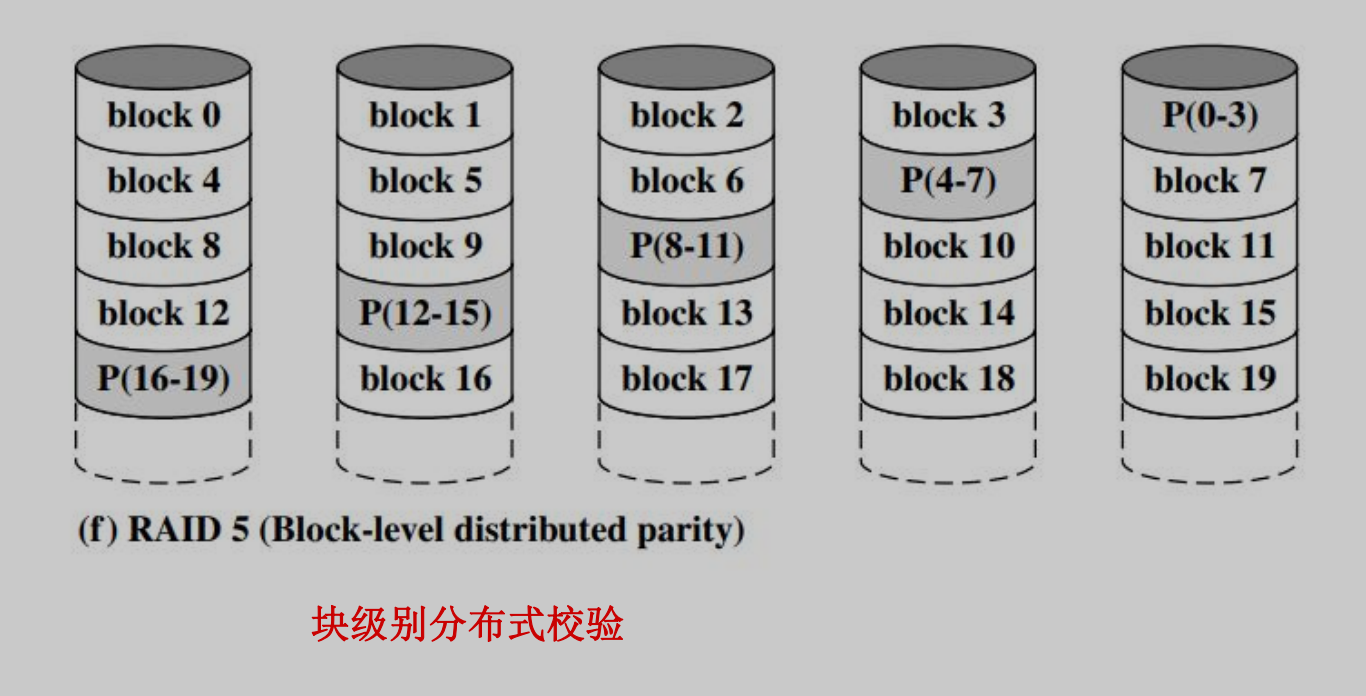 block 0 block 1 block 2 block 3 P(0-3)
block 4 block 5 block 6 P(4-7) block 7
block 8 block 9 P(8-11) block 10 block 11
block 12 P(12-15) block 13 block 14 block 15
P(16-19) block 16 block 17 block 18 block 19
(f) RAID 5 (Block-level distributed parity)
块级别分布式校验